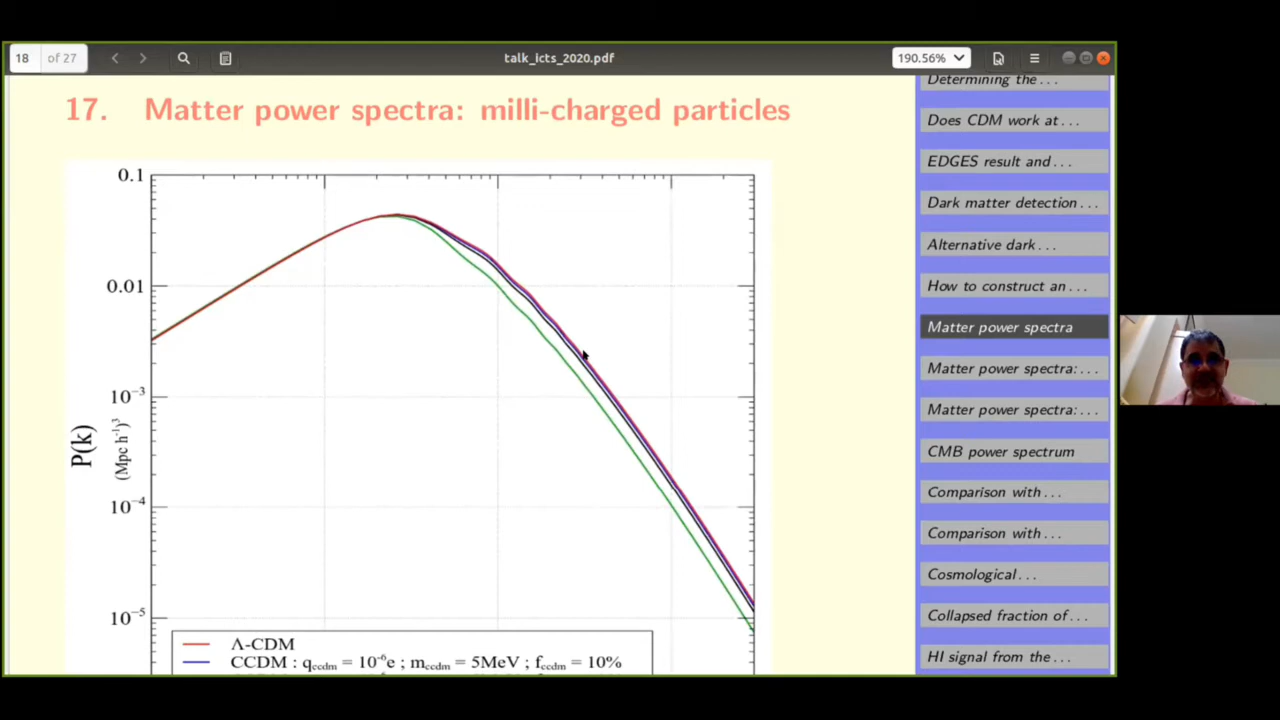 18 of 27
talk_icts_2020.pdf
190.56%
17. Matter power spectra: milli-charged particles
0.1
0.01
10⁻³
10⁻⁴
10⁻⁵
P(k)
(Mpc h⁻¹)³
Λ-CDM
CCDM : q_ccdm = 10⁻⁶e ; m_ccdm = 5MeV ; f_ccdm = 10%
Determining the . . .
Does CDM work at . . .
EDGES result and . . .
Dark matter detection . . .
Alternative dark . . .
How to construct an . . .
Matter power spectra
Matter power spectra: . . .
Matter power spectra: . . .
CMB power spectrum
Comparison with . . .
Comparison with . . .
Cosmological . . .
Collapsed fraction of . . .
HI signal from the . . .